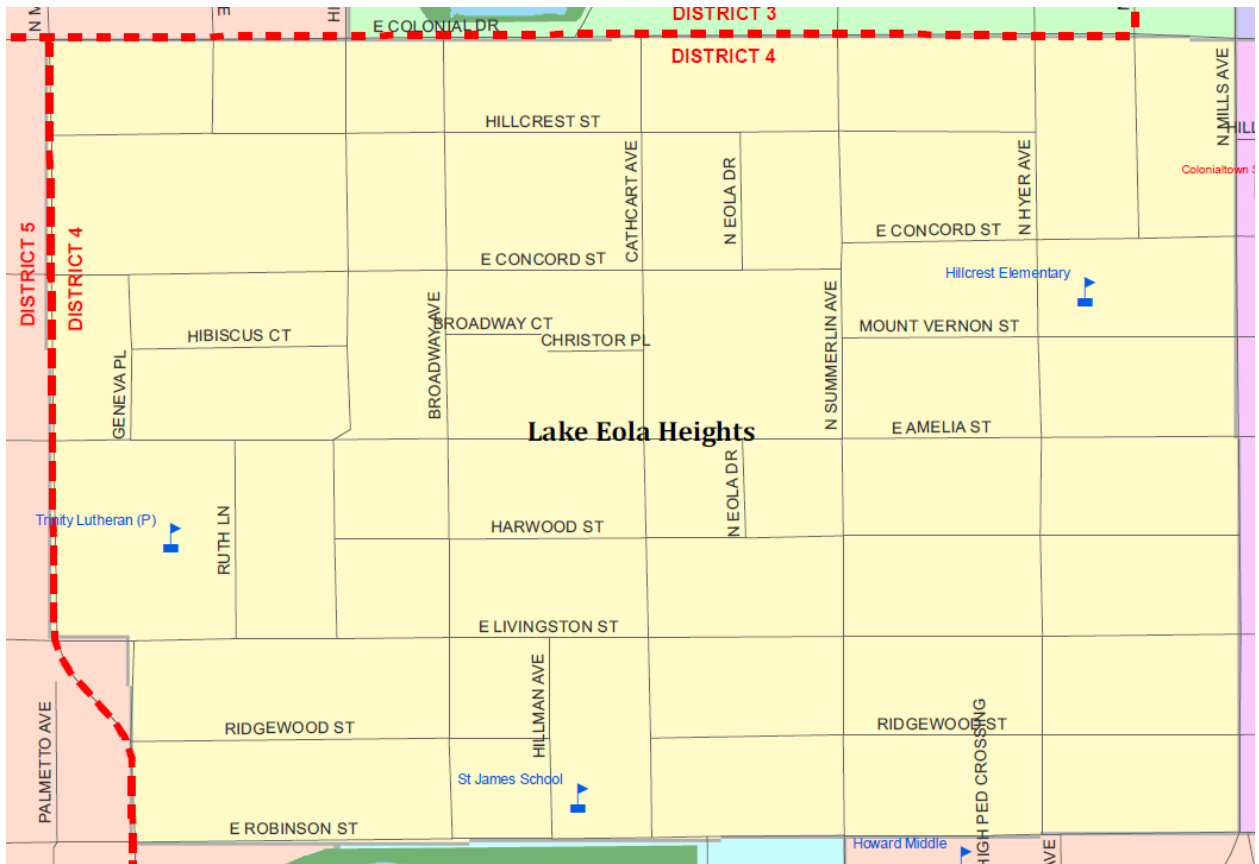 DISTRICT 3
E COLONIAL DR
DISTRICT 4
N MILLS AVE
HILLCREST ST
Colonialtown
CATHCART AVE
N EOLA DR
N HYER AVE
DISTRICT 5
DISTRICT 4
E CONCORD ST
E CONCORD ST
Hillcrest Elementary
BROADWAY AVE
N SUMMERLIN AVE
BROADWAY CT
MOUNT VERNON ST
HIBISCUS CT
CHRISTOR PL
GENEVA PL
Lake Eola Heights
E AMELIA ST
N EOLA DR
Trinity Lutheran (P)
RUTH LN
HARWOOD ST
E LIVINGSTON ST
HILLMAN AVE
PALMETTO AVE
RIDGEWOOD ST
RIDGEWOOD ST
HIGH PED CROSSING
St James School
E ROBINSON ST
Howard Middle
AVE